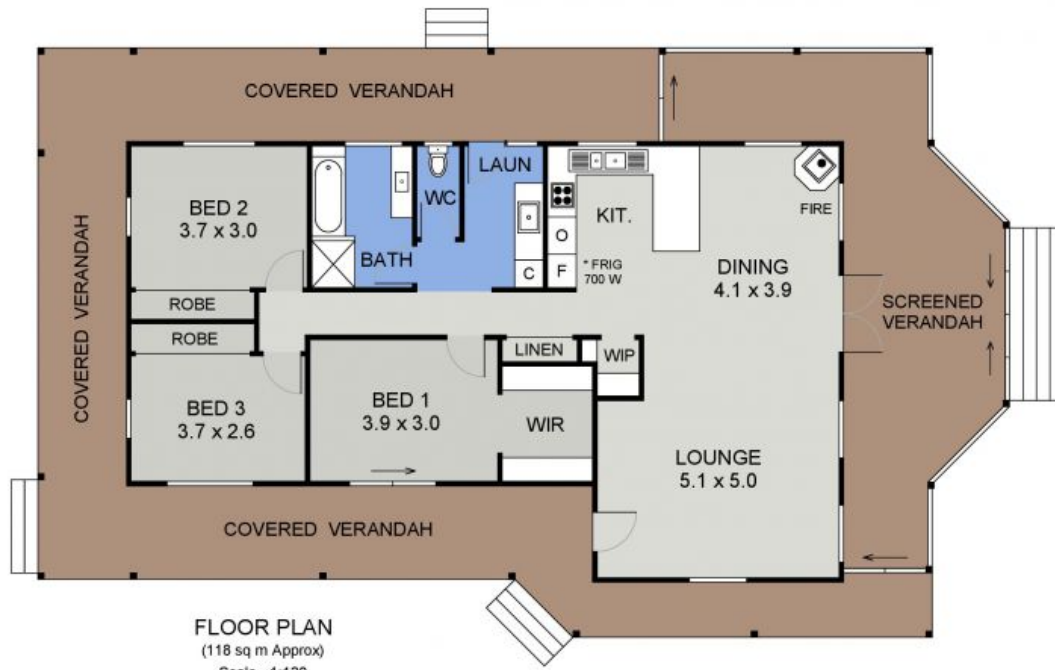 COVERED VERANDAH
COVERED VERANDAH
BED 2
3.7 x 3.0
ROBE
ROBE
BED 3
3.7 x 2.6
BATH
WC
LAUN
C
O
F
KIT.
* FRIG
700 W
FIRE
DINING
4.1 x 3.9
SCREENED
VERANDAH
LINEN
WIP
BED 1
3.9 x 3.0
WIR
LOUNGE
5.1 x 5.0
COVERED VERANDAH
FLOOR PLAN
(118 sq m Approx)